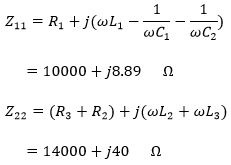 Z₁₁ = R₁ + j(ωL₁ − 1/ωC₁ − 1/ωC₂)
= 10000 + j8.89 Ω
Z₂₂ = (R₃ + R₂) + j(ωL₂ + ωL₃)
= 14000 + j40 Ω